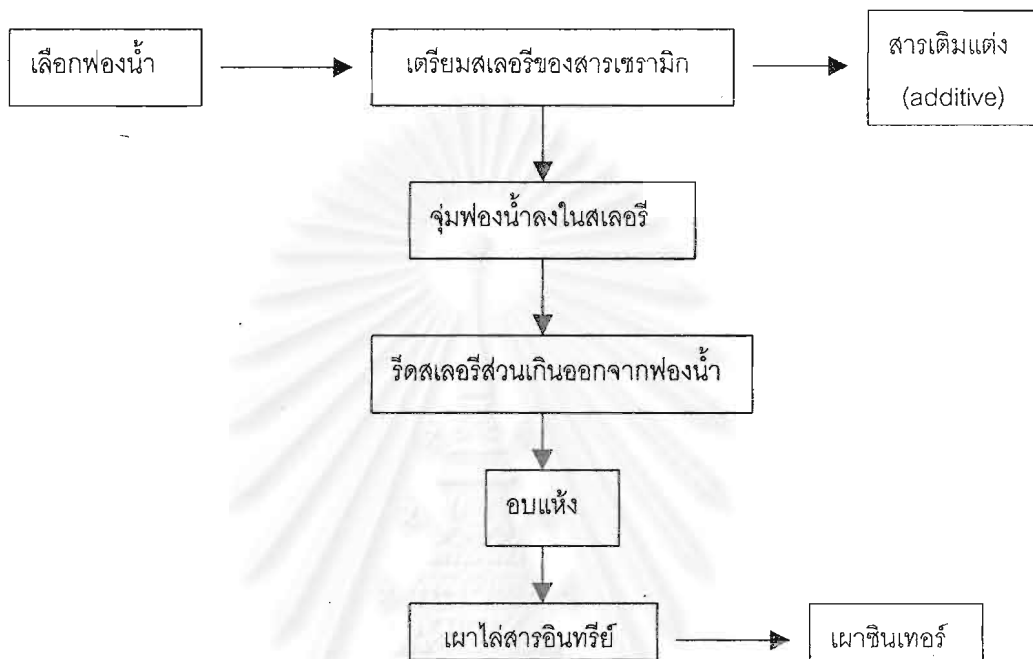 เลือกฟองน้ำ
เตรียมสเลอรีของสารเซรามิก
สารเติมแต่ง
(additive)
จุ่มฟองน้ำลงในสเลอรี
รีดสเลอรีส่วนเกินออกจากฟองน้ำ
อบแห้ง
เผาไล่สารอินทรีย์
เผาซินเทอร์